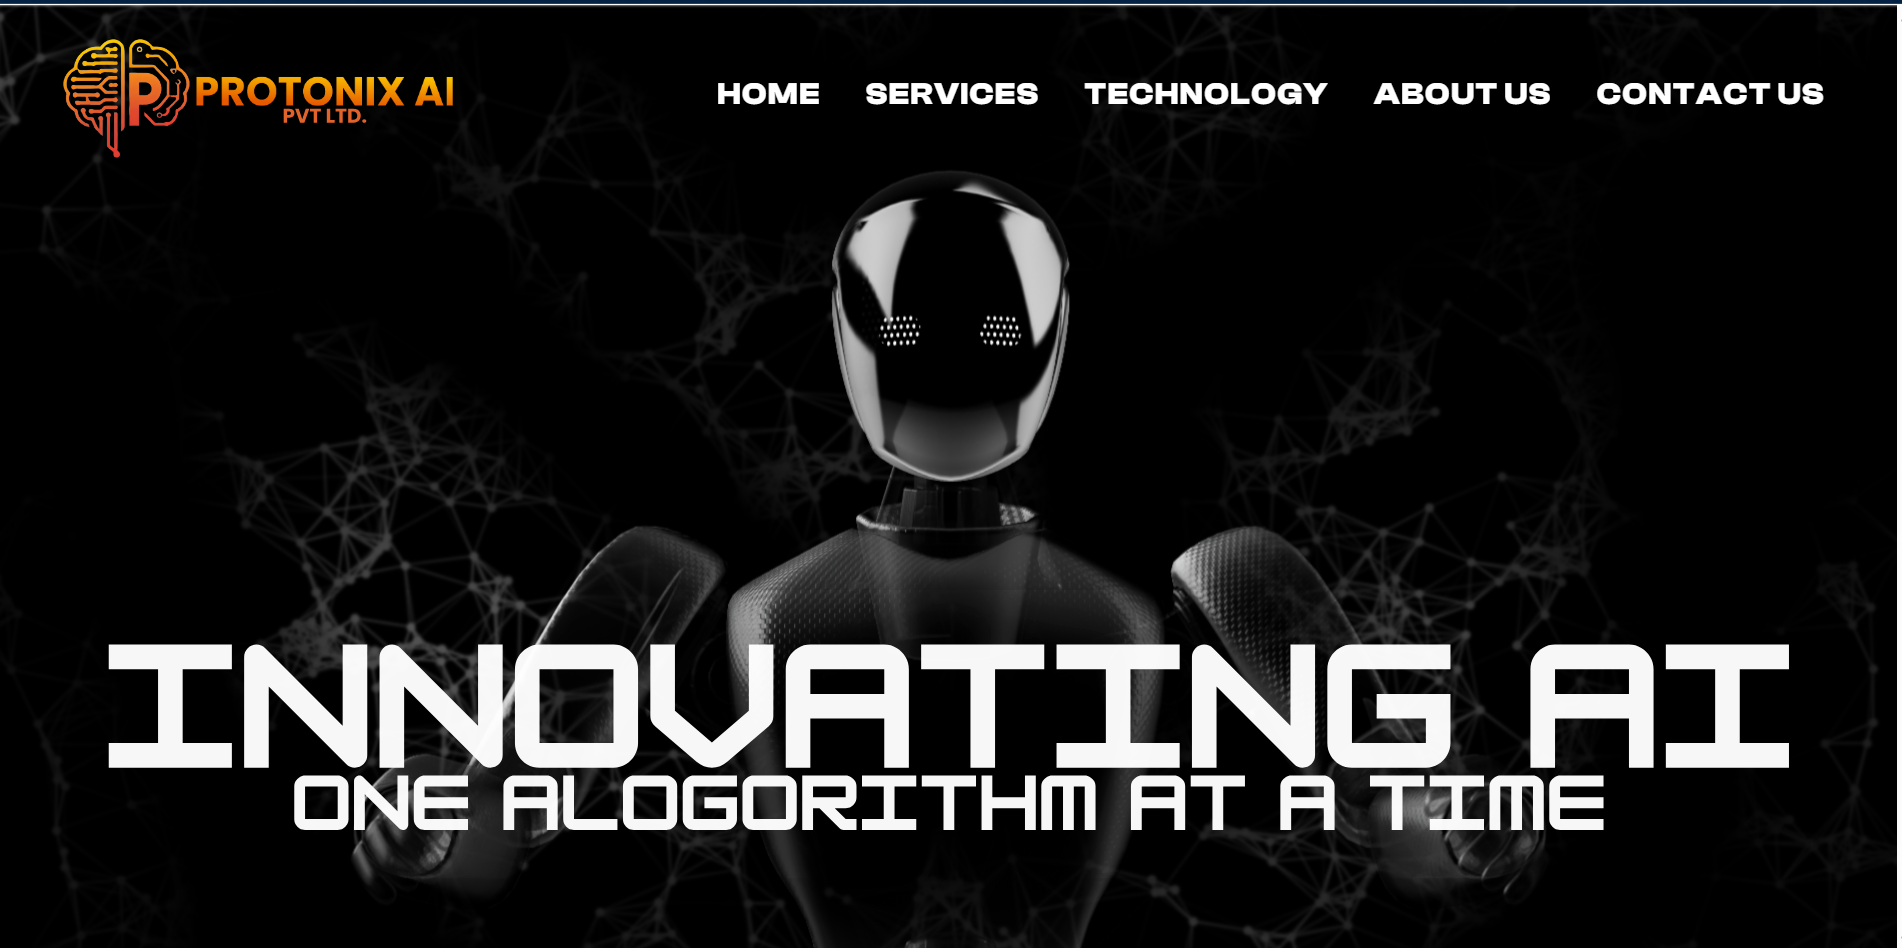 PROTONIX AI
PVT LTD.
HOME SERVICES TECHNOLOGY ABOUT US CONTACT US
INNOVATING AI
ONE ALOGORITHM AT A TIME